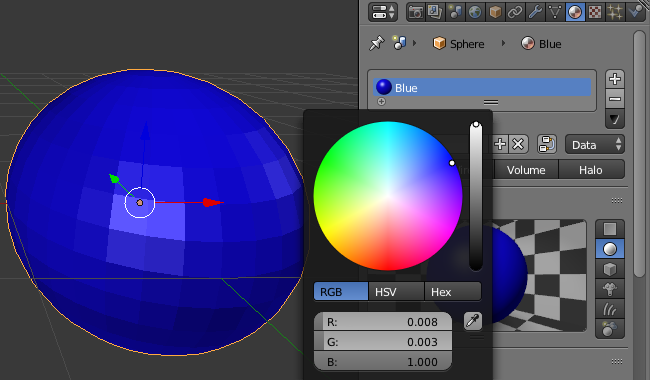 Sphere Blue
Blue
Data
Volume Halo
RGB HSV Hex
R: 0.008
G: 0.003
B: 1.000